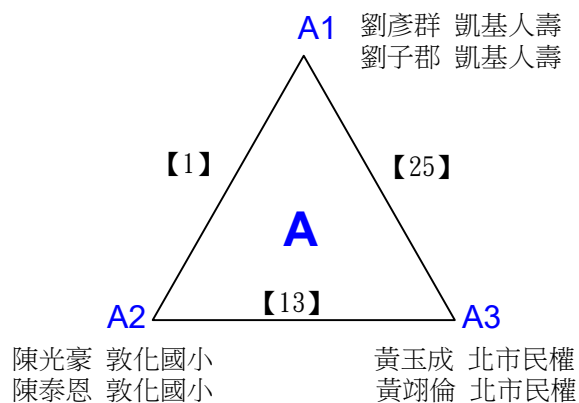 A1
劉彥群 凱基人壽
劉子郡 凱基人壽
【1】
【25】
A
【13】
A2
A3
陳光豪 敦化國小
陳泰恩 敦化國小
黃玉成 北市民權
黃翊倫 北市民權